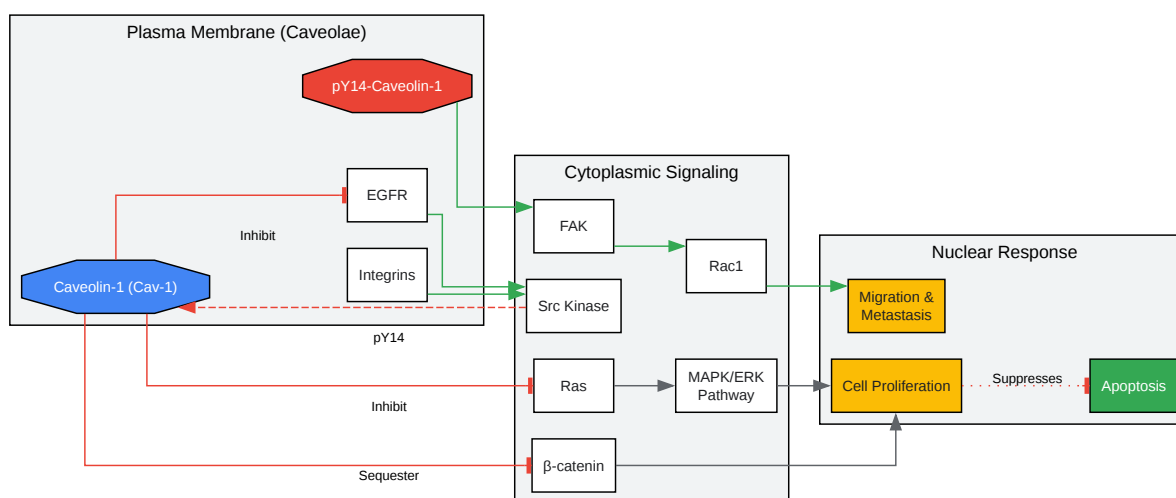 Plasma Membrane (Caveolae)
pY14-Caveolin-1
EGFR
Inhibit
Integrins
Caveolin-1 (Cav-1)
pY14
Inhibit
Sequester
Cytoplasmic Signaling
FAK
Rac1
Src Kinase
Ras
MAPK/ERK
Pathway
β-catenin
Nuclear Response
Migration &
Metastasis
Cell Proliferation
Suppresses
Apoptosis